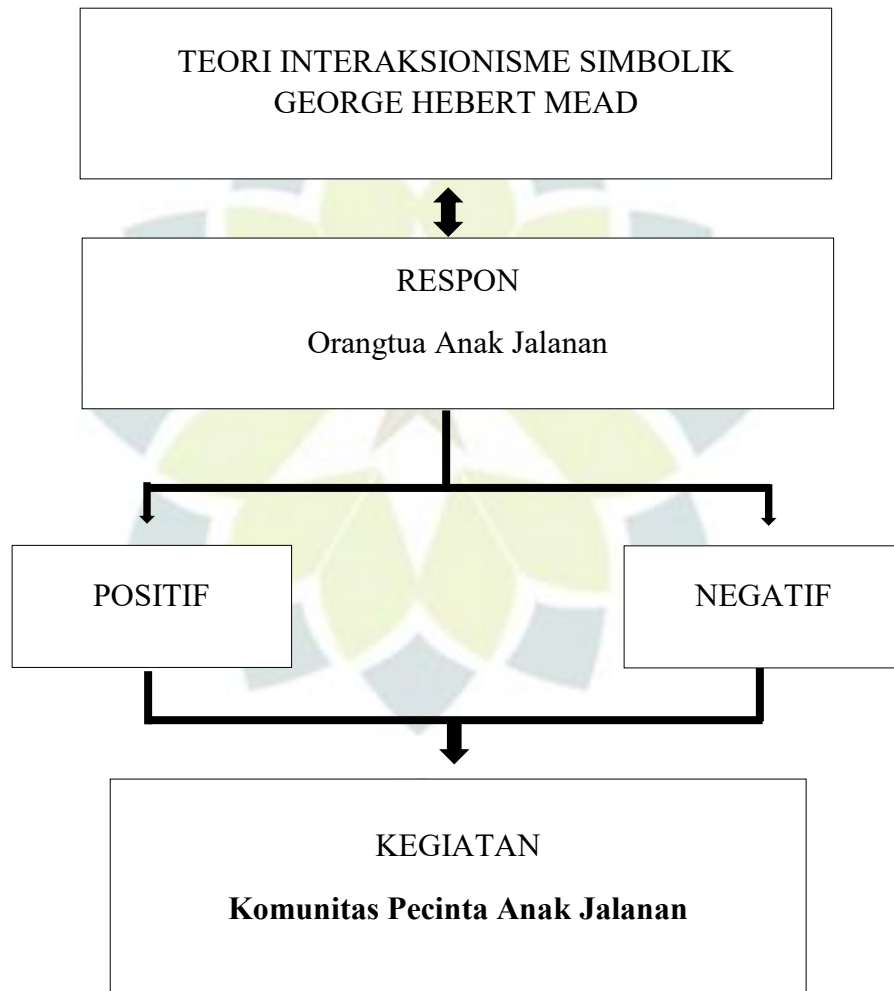 TEORI INTERAKSIONISME SIMBOLIK
GEORGE HEBERT MEAD
RESPON
Orangtua Anak Jalanan
POSITIF
NEGATIF
KEGIATAN
Komunitas Pecinta Anak Jalanan